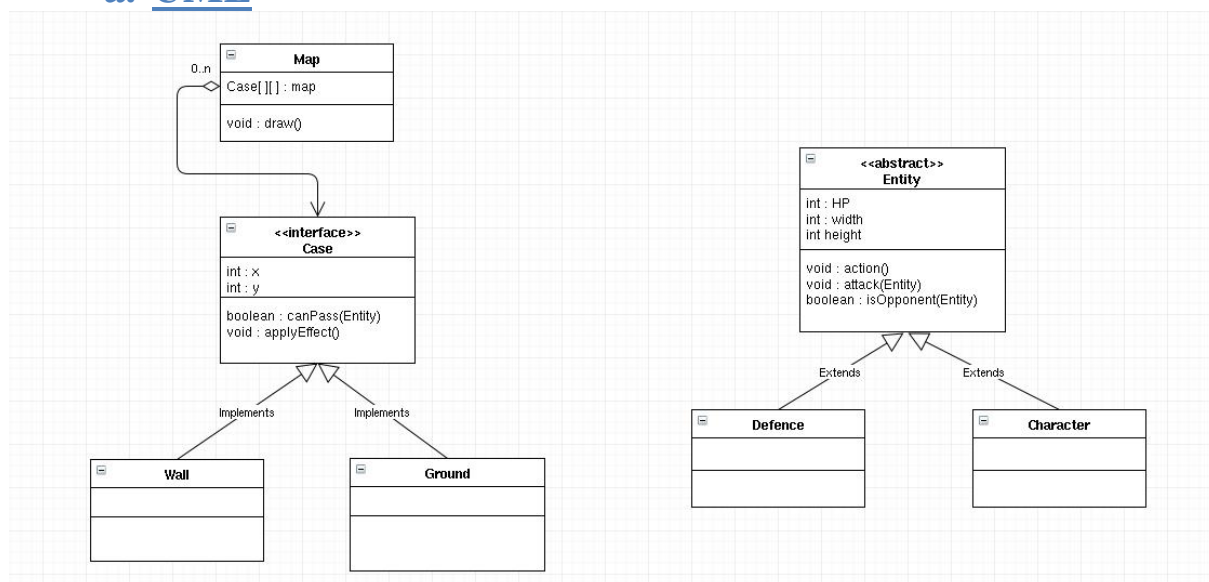 a. UML
Map
0..n
Case[ ][ ] : map
void : draw()
<<interface>>
Case
int : x
int : y
boolean : canPass(Entity)
void : applyEffect()
Implements
Implements
Wall
Ground
<<abstract>>
Entity
int : HP
int : width
int height
void : action()
void : attack(Entity)
boolean : isOpponent(Entity)
Extends
Extends
Defence
Character